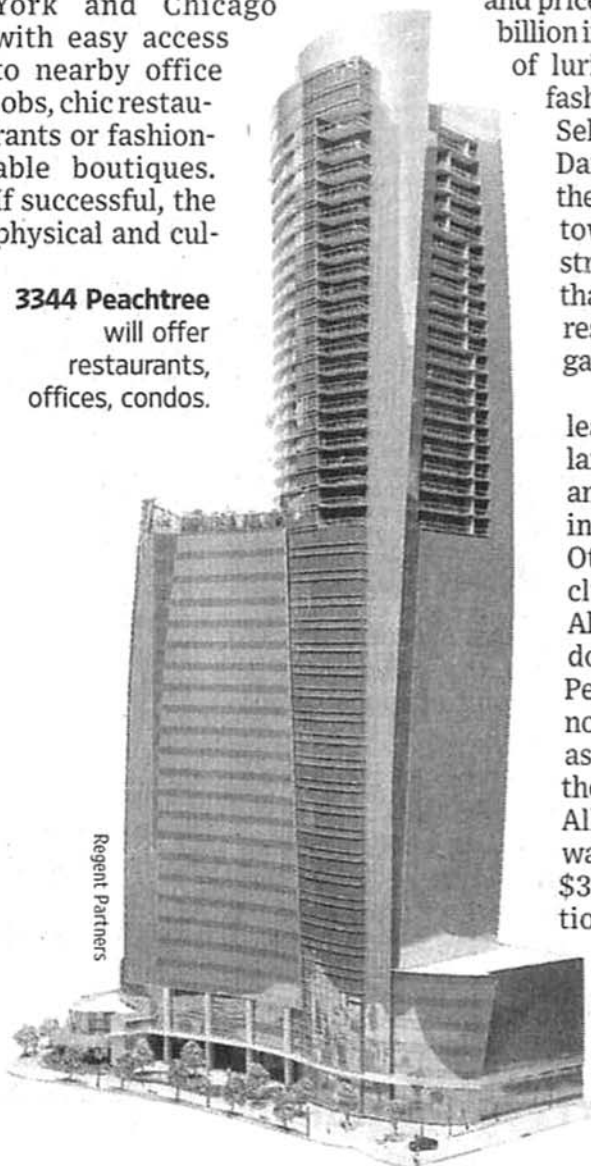 York and Chicago
with easy access
to nearby office
jobs, chic restau-
rants or fashion-
able boutiques.
If successful, the
physical and cul-
3344 Peachtree
will offer
restaurants,
offices, condos.
Regent Partners
and price
billion i
of lur
fash
Sel
Da
the
tow
str
tha
res
ga
lea
la
an
in
Ot
cl
Al
do
Pe
no
as
the
Al
wa
$3
tio